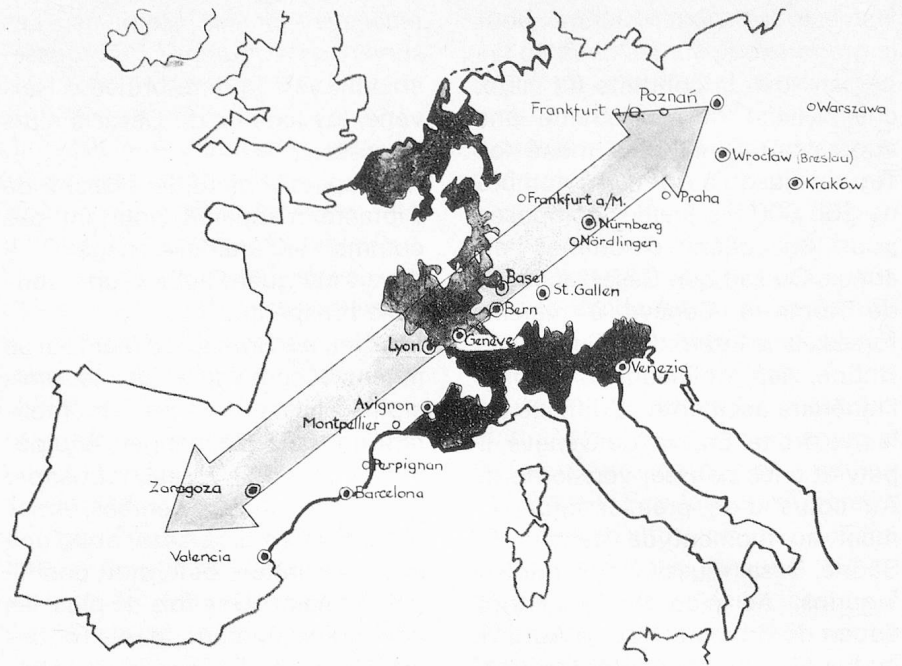 Poznań
Frankfurt a/O.
Warszawa
Wrocław (Breslau)
Kraków
Praha
Frankfurt a/M.
Nürnberg
Nördlingen
Basel
St. Gallen
Bern
Genève
Lyon
Venezia
Avignon
Montpellier
Perpignan
Barcelona
Zaragoza
Valencia